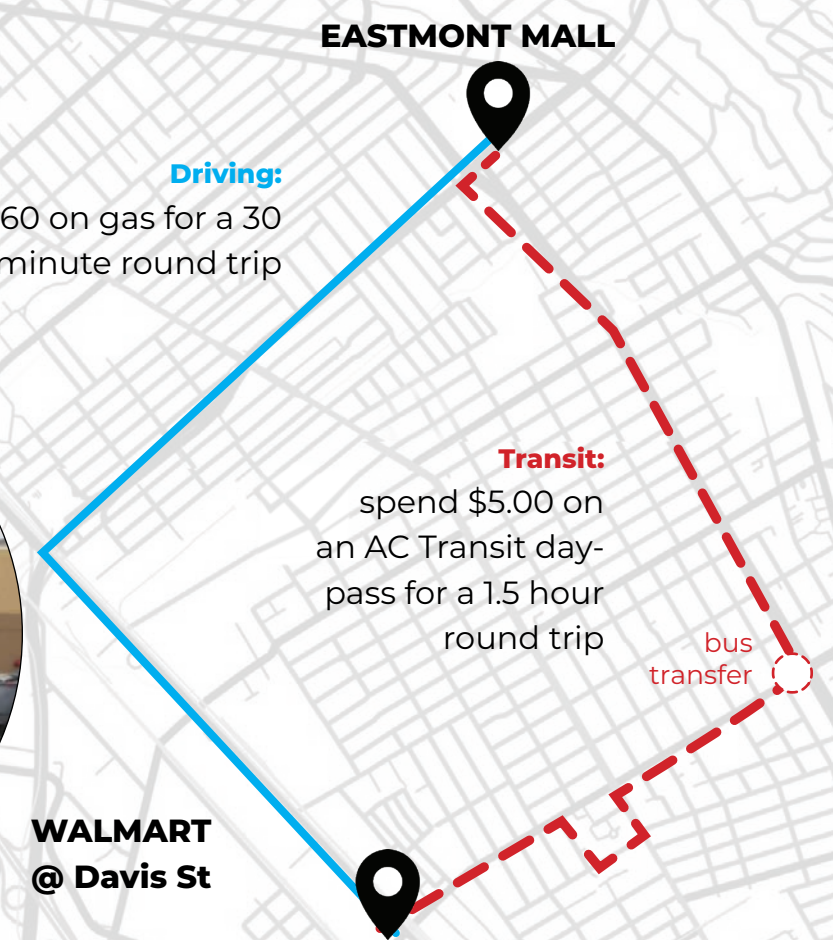 EASTMONT MALL
Driving:
60 on gas for a 30
minute round trip
Transit:
spend $5.00 on
an AC Transit day-
pass for a 1.5 hour
round trip
bus
transfer
WALMART
@ Davis St